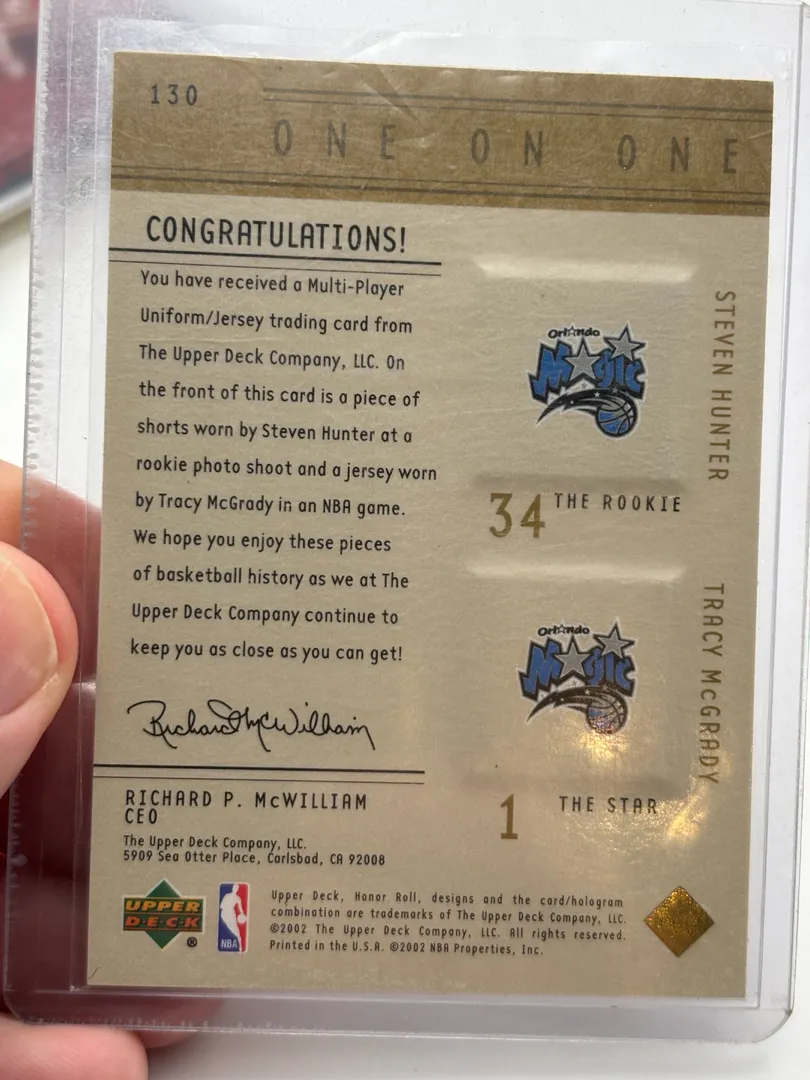 130
ONE ON ONE
CONGRATULATIONS!
You have received a Multi-Player
Uniform/Jersey trading card from
The Upper Deck Company, LLC. On
the front of this card is a piece of
shorts worn by Steven Hunter at a
rookie photo shoot and a jersey worn
by Tracy McGrady in an NBA game.
We hope you enjoy these pieces
of basketball history as we at The
Upper Deck Company continue to
keep you as close as you can get!
Richard McWilliam
RICHARD P. McWILLIAM
CEO
The Upper Deck Company, LLC.
5909 Sea Otter Place, Carlsbad, CA 92008
Orlando
Magic
34 THE ROOKIE
STEVEN HUNTER
Orlando
Magic
1 THE STAR
TRACY McGRADY
UPPER
D·E·C·K
®
NBA
Upper Deck, Honor Roll, designs and the card/hologram
combination are trademarks of The Upper Deck Company, LLC.
©2002 The Upper Deck Company, LLC. All rights reserved.
Printed in the U.S.A. ©2002 NBA Properties, Inc.